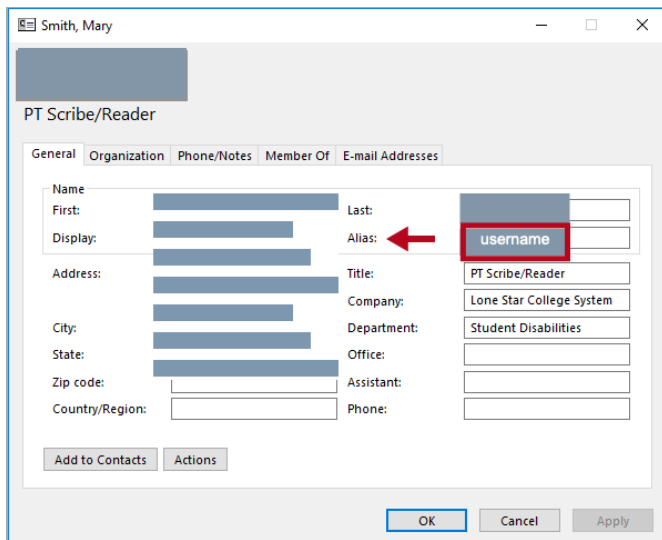 Smith, Mary
PT Scribe/Reader
General Organization Phone/Notes Member Of E-mail Addresses
Name
First: Last:
Display: Alias: username
Address: Title: PT Scribe/Reader
Company: Lone Star College System
City: Department: Student Disabilities
State: Office:
Zip code: Assistant:
Country/Region: Phone:
Add to Contacts Actions
OK Cancel Apply